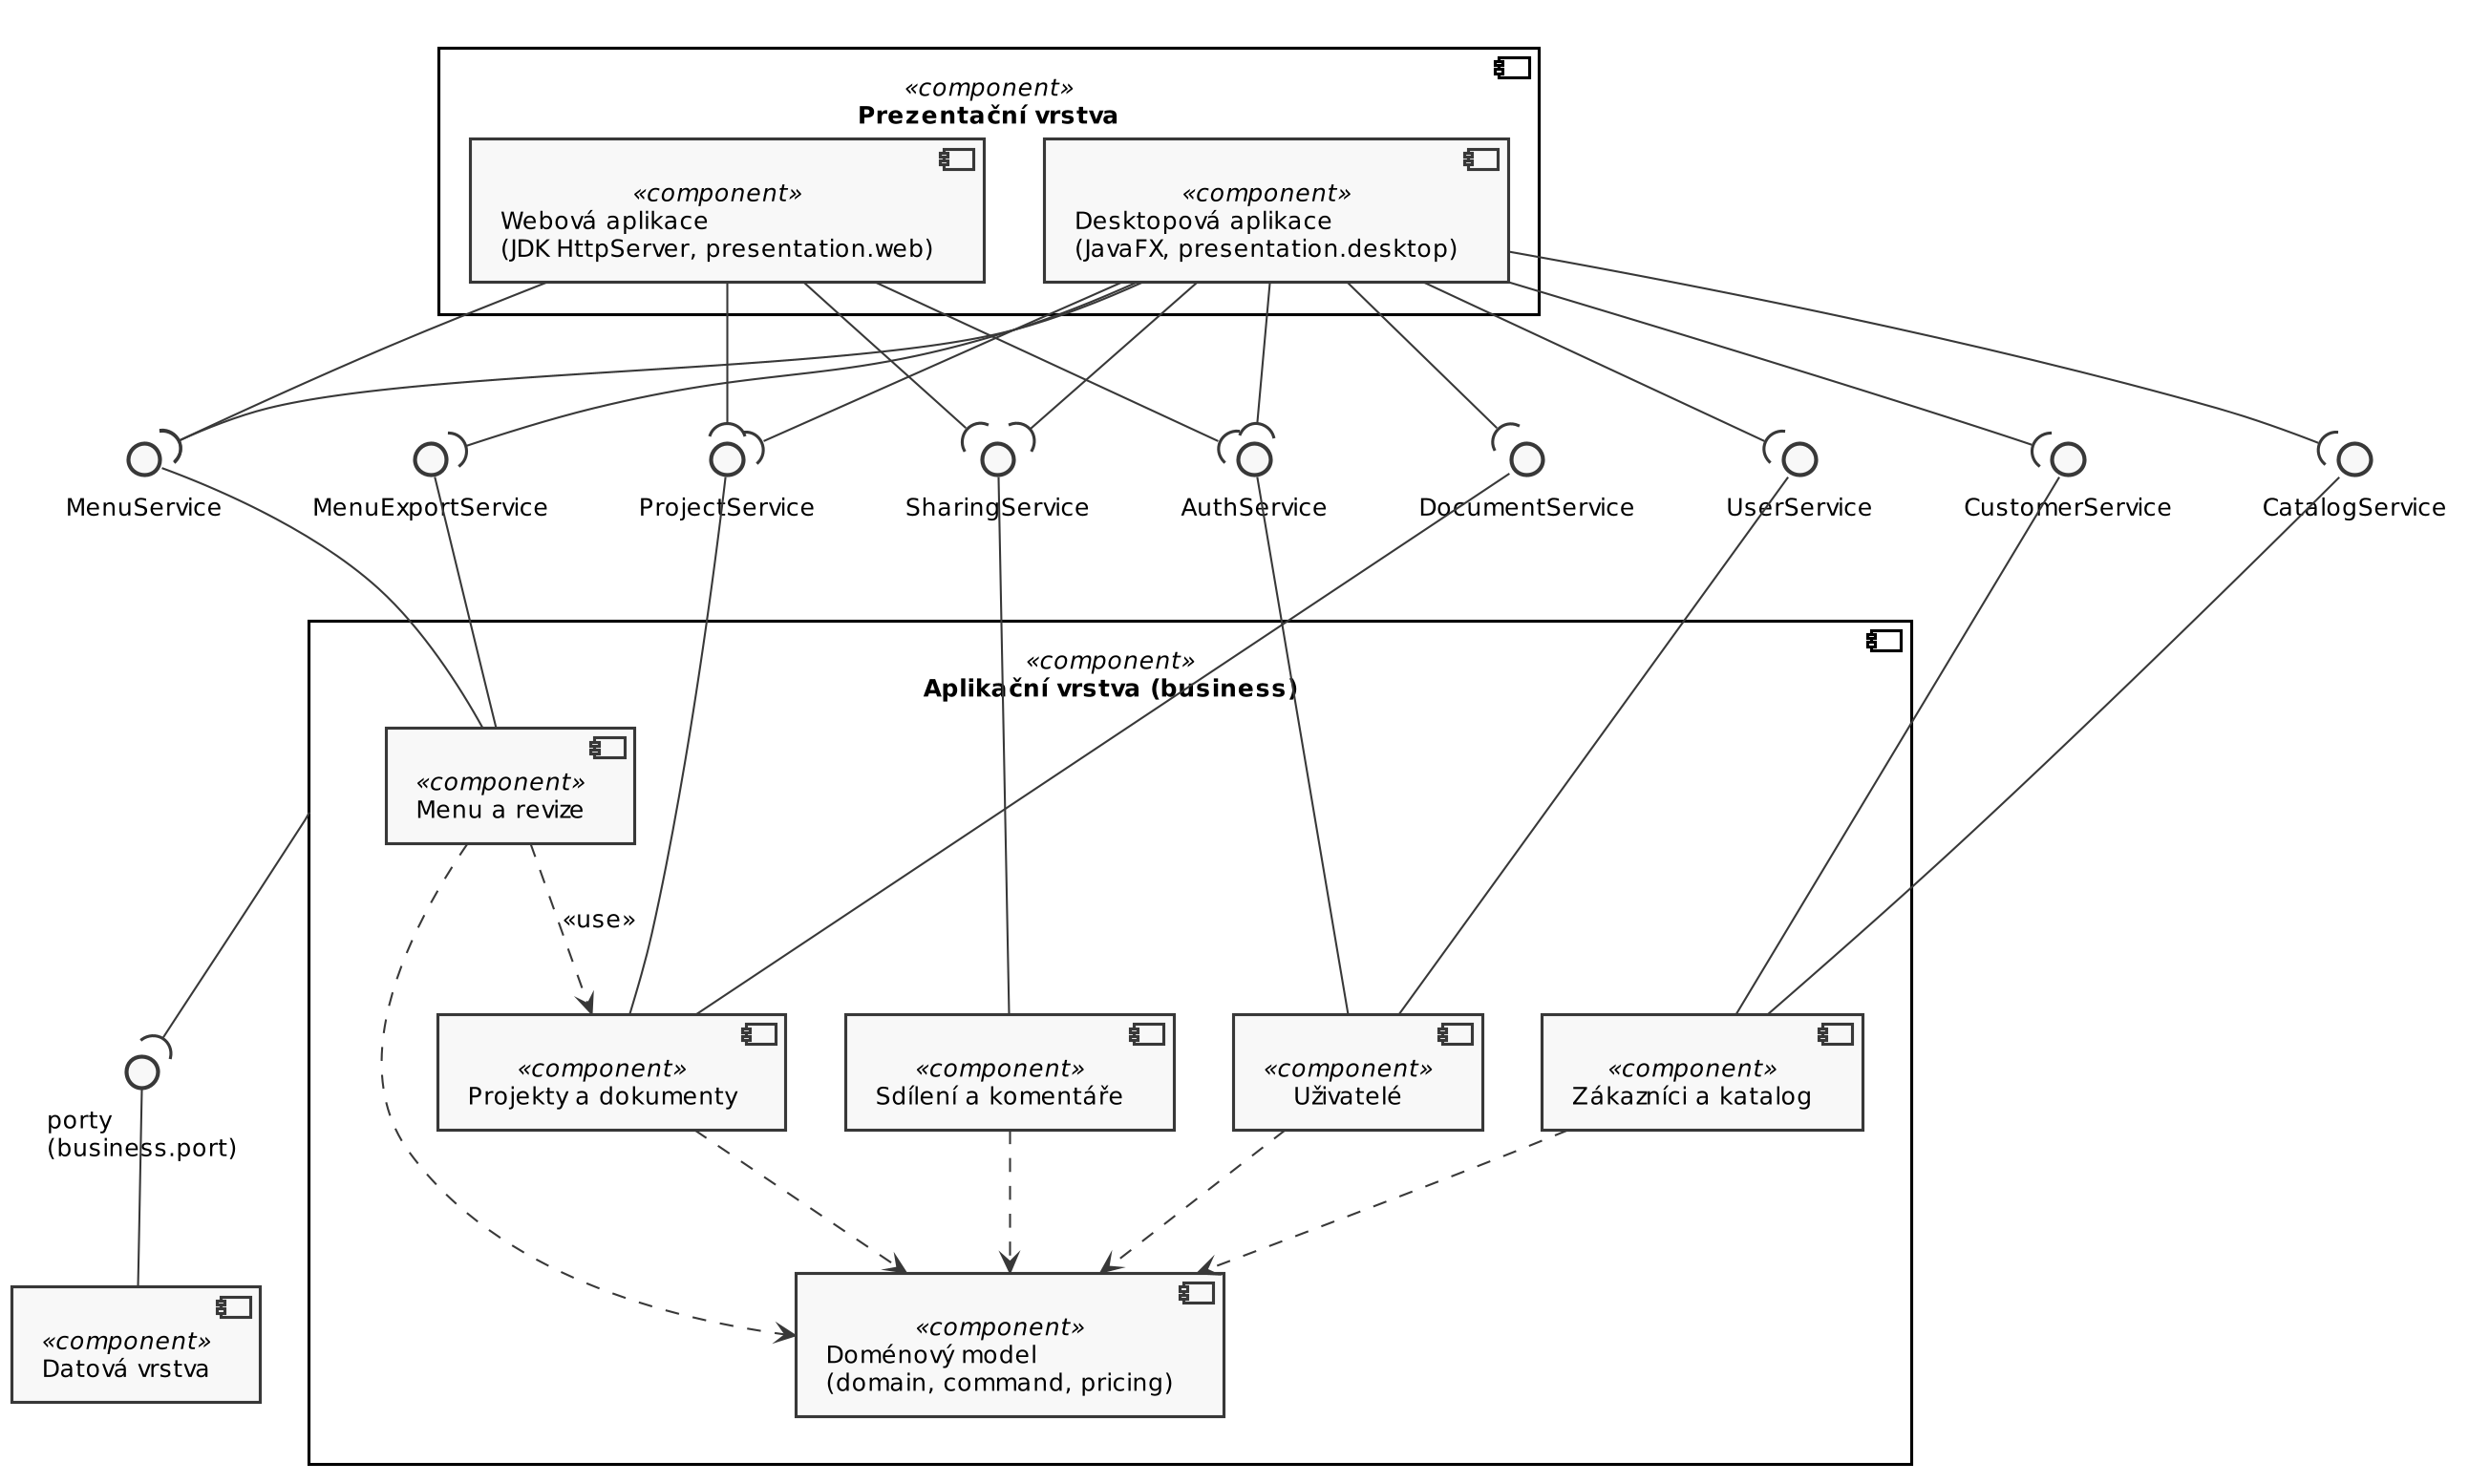 «component»
Prezentační vrstva
«component»
Webová aplikace
(JDK HttpServer, presentation.web)
«component»
Desktopová aplikace
(JavaFX, presentation.desktop)
MenuService
MenuExportService
ProjectService
SharingService
AuthService
DocumentService
UserService
CustomerService
CatalogService
«component»
Aplikační vrstva (business)
«component»
Menu a revize
«use»
«component»
Projekty a dokumenty
«component»
Sdílení a komentáře
«component»
Uživatelé
«component»
Zákazníci a katalog
porty
(business.port)
«component»
Datová vrstva
«component»
Doménový model
(domain, command, pricing)